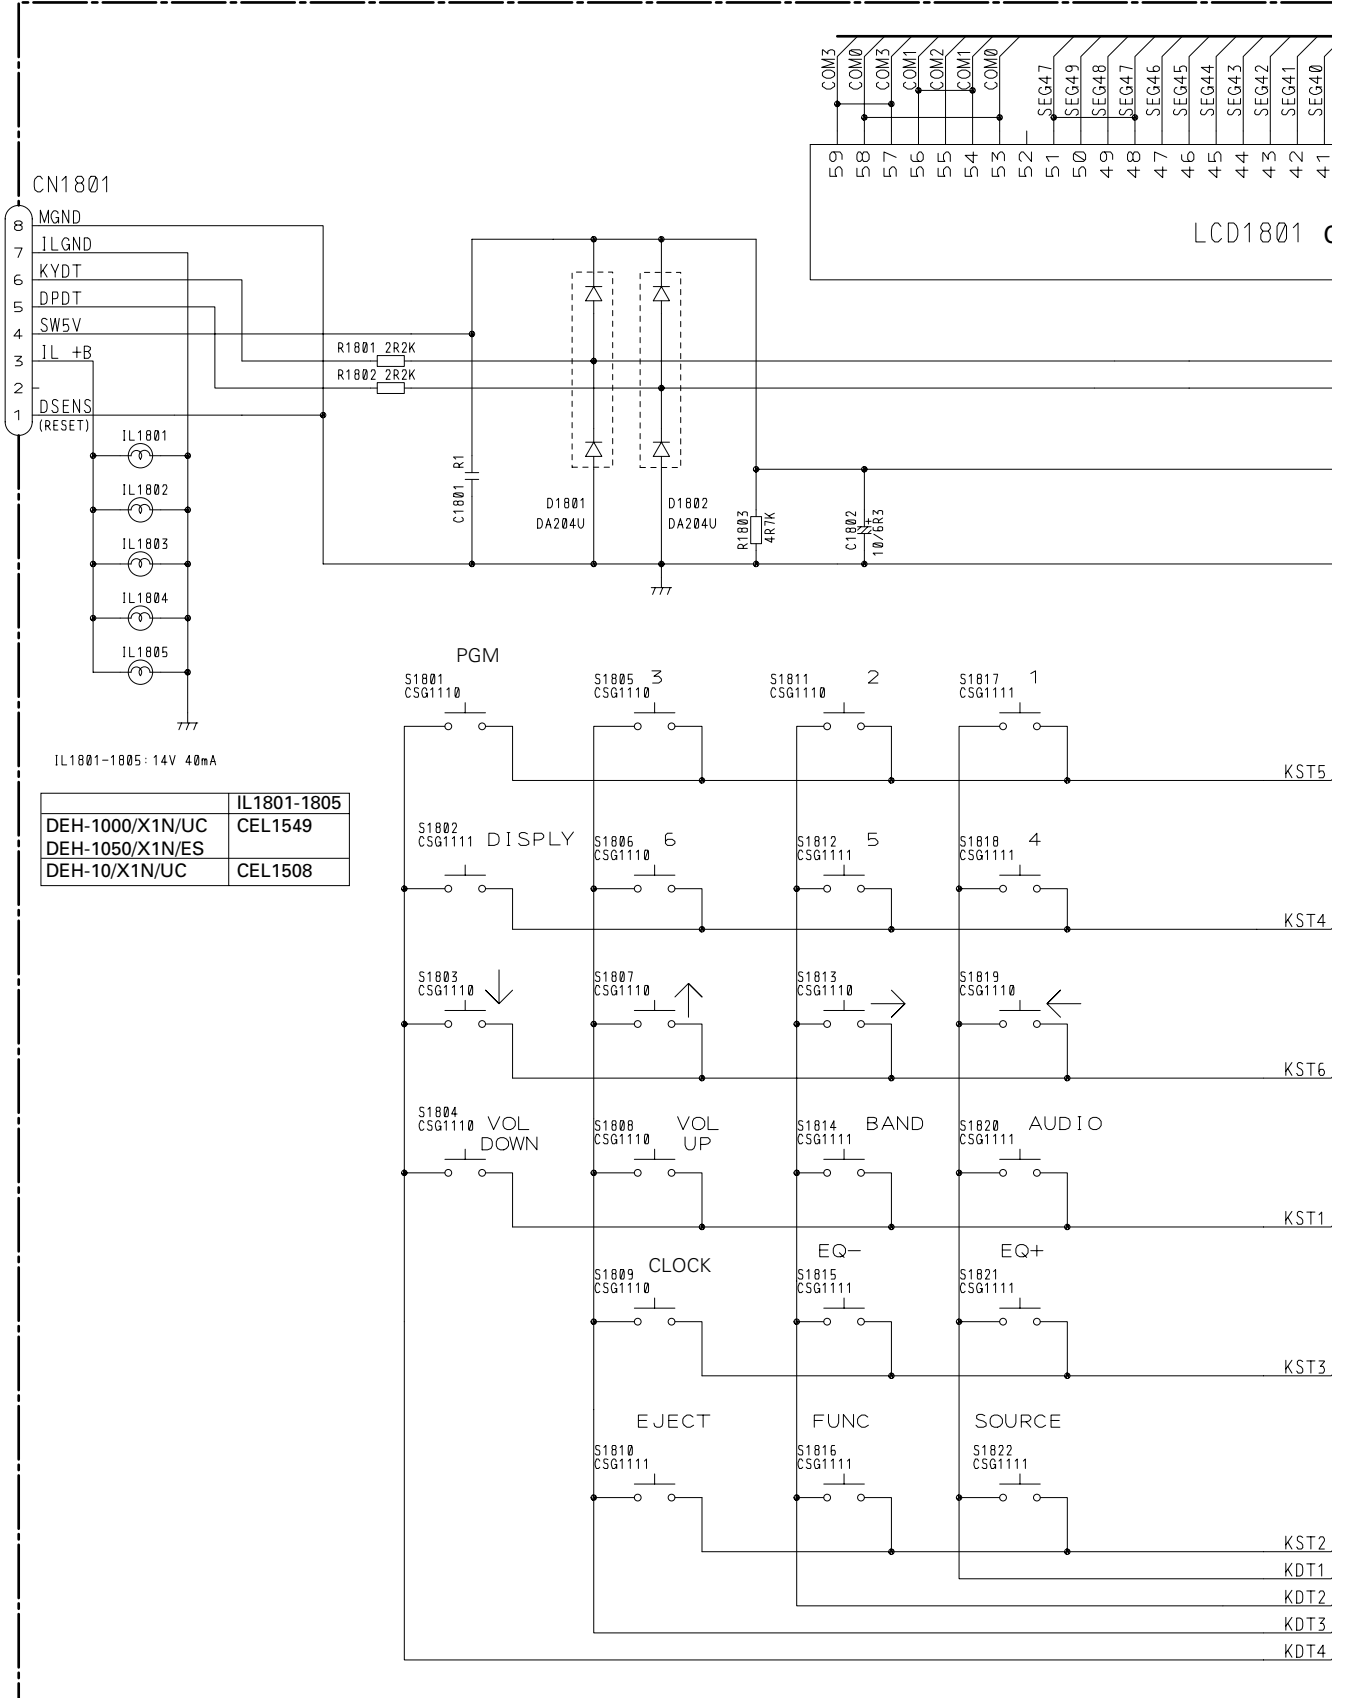 COM3
COM0
COM3
COM1
COM2
COM1
COM0
SEG47
SEG49
SEG48
SEG47
SEG46
SEG45
SEG44
SEG43
SEG42
SEG41
SEG40
59
58
57
56
55
54
53
52
51
50
49
48
47
46
45
44
43
42
41
LCD1801
CN1801
8 MGND
7 ILGND
6 KYDT
5 DPDT
4 SW5V
3 IL +B
2
1 DSENS
(RESET)
R1801 2R2K
R1802 2R2K
IL1801
IL1802
IL1803
IL1804
IL1805
C1801 R1
D1801
DA204U
D1802
DA204U
R1803
4R7K
C1802
10/6R3
+
IL1801-1805:14V 40mA
IL1801-1805
DEH-1000/X1N/UC CEL1549
DEH-1050/X1N/ES
DEH-10/X1N/UC CEL1508
PGM
S1801
CSG1110
S1805 3
CSG1110
S1811 2
CSG1110
S1817 1
CSG1111
KST5
S1802
CSG1111 DISPLY
S1806 6
CSG1110
S1812 5
CSG1111
S1818 4
CSG1111
KST4
S1803
CSG1110
S1807
CSG1110
S1813
CSG1110
S1819
CSG1110
KST6
S1804
CSG1110
VOL
DOWN
S1808
CSG1110
VOL
UP
S1814
CSG1111
BAND
S1820
CSG1111
AUDIO
KST1
S1809
CSG1110
CLOCK
EQ−
S1815
CSG1111
EQ+
S1821
CSG1111
KST3
EJECT
S1810
CSG1111
FUNC
S1816
CSG1111
SOURCE
S1822
CSG1111
KST2
KDT1
KDT2
KDT3
KDT4